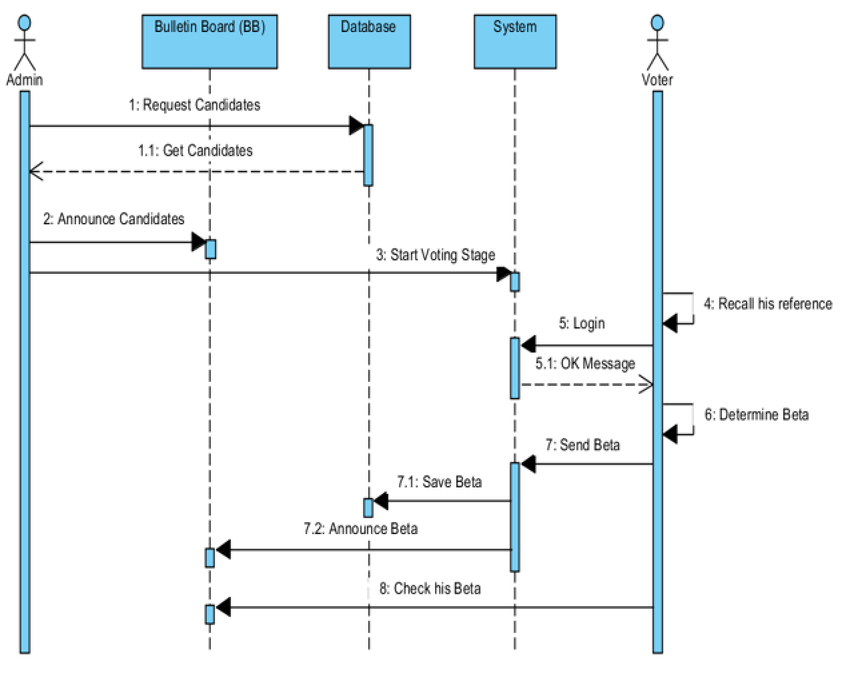 Bulletin Board (BB)
Database
System
Admin
Voter
1: Request Candidates
1.1: Get Candidates
2: Announce Candidates
3: Start Voting Stage
4: Recall his reference
5: Login
5.1: OK Message
6: Determine Beta
7: Send Beta
7.1: Save Beta
7.2: Announce Beta
8: Check his Beta